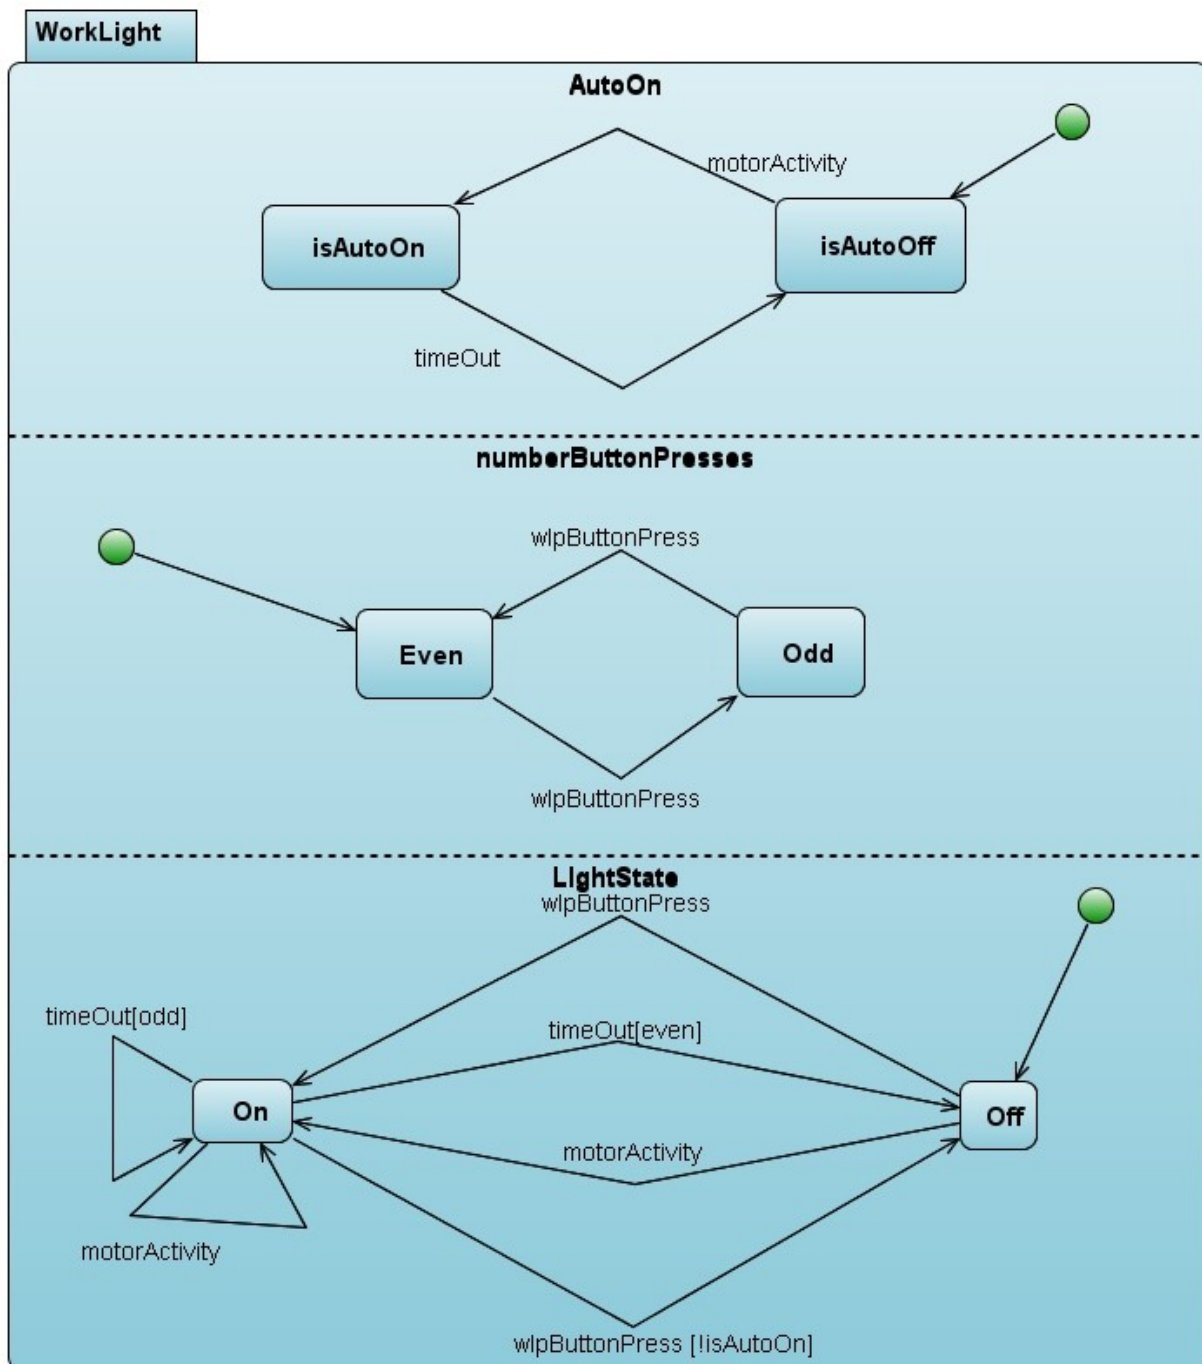 WorkLight
AutoOn
motorActivity
isAutoOn
isAutoOff
timeOut
numberButtonPresses
wlpButtonPress
Even
Odd
wlpButtonPress
LightState
wlpButtonPress
timeOut[odd]
timeOut[even]
On
Off
motorActivity
motorActivity
wlpButtonPress [!isAutoOn]